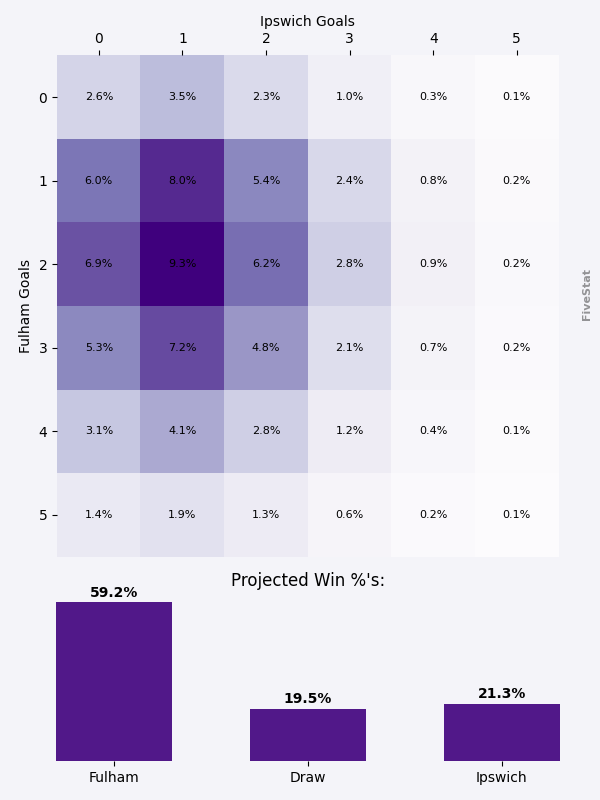 Ipswich Goals
0 1 2 3 4 5
0 2.6% 3.5% 2.3% 1.0% 0.3% 0.1%
1 6.0% 8.0% 5.4% 2.4% 0.8% 0.2%
2 6.9% 9.3% 6.2% 2.8% 0.9% 0.2%
3 5.3% 7.2% 4.8% 2.1% 0.7% 0.2%
4 3.1% 4.1% 2.8% 1.2% 0.4% 0.1%
5 1.4% 1.9% 1.3% 0.6% 0.2% 0.1%
Fulham Goals
FiveStat
Projected Win %'s:
59.2% 19.5% 21.3%
Fulham Draw Ipswich